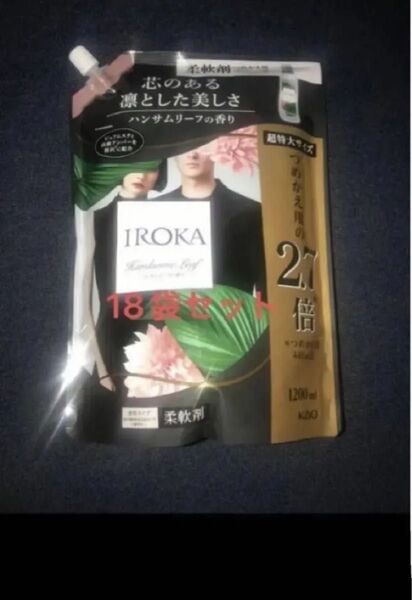 柔軟剤
芯のある
凛とした美しさ
ハンサムリーフの香り
超特大サイズ
つめかえ用の
2.7
倍
IROKA
Handsome Leaf
18袋セット
1200ml
KaO
柔軟剤